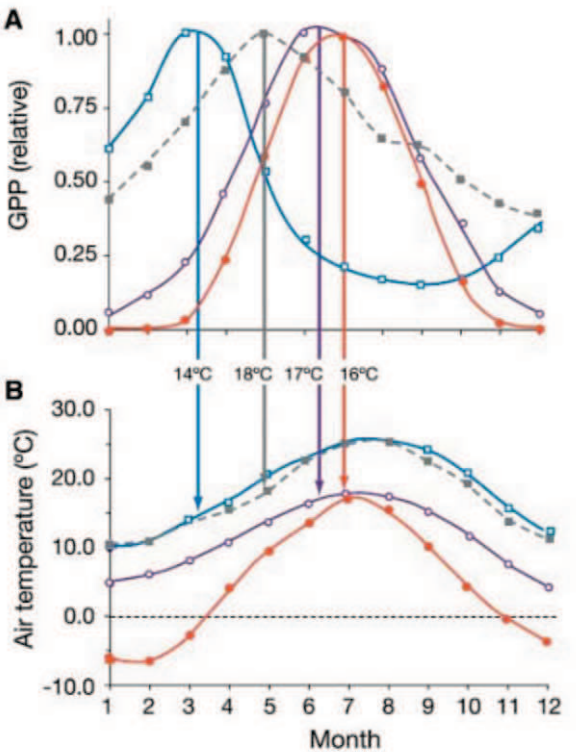 A
GPP (relative)
1.00
0.75
0.50
0.25
0.00
14ºC 18ºC 17ºC 16ºC
B
Air temperature (ºC)
30.0
20.0
10.0
0.0
-10.0
1 2 3 4 5 6 7 8 9 10 11 12
Month